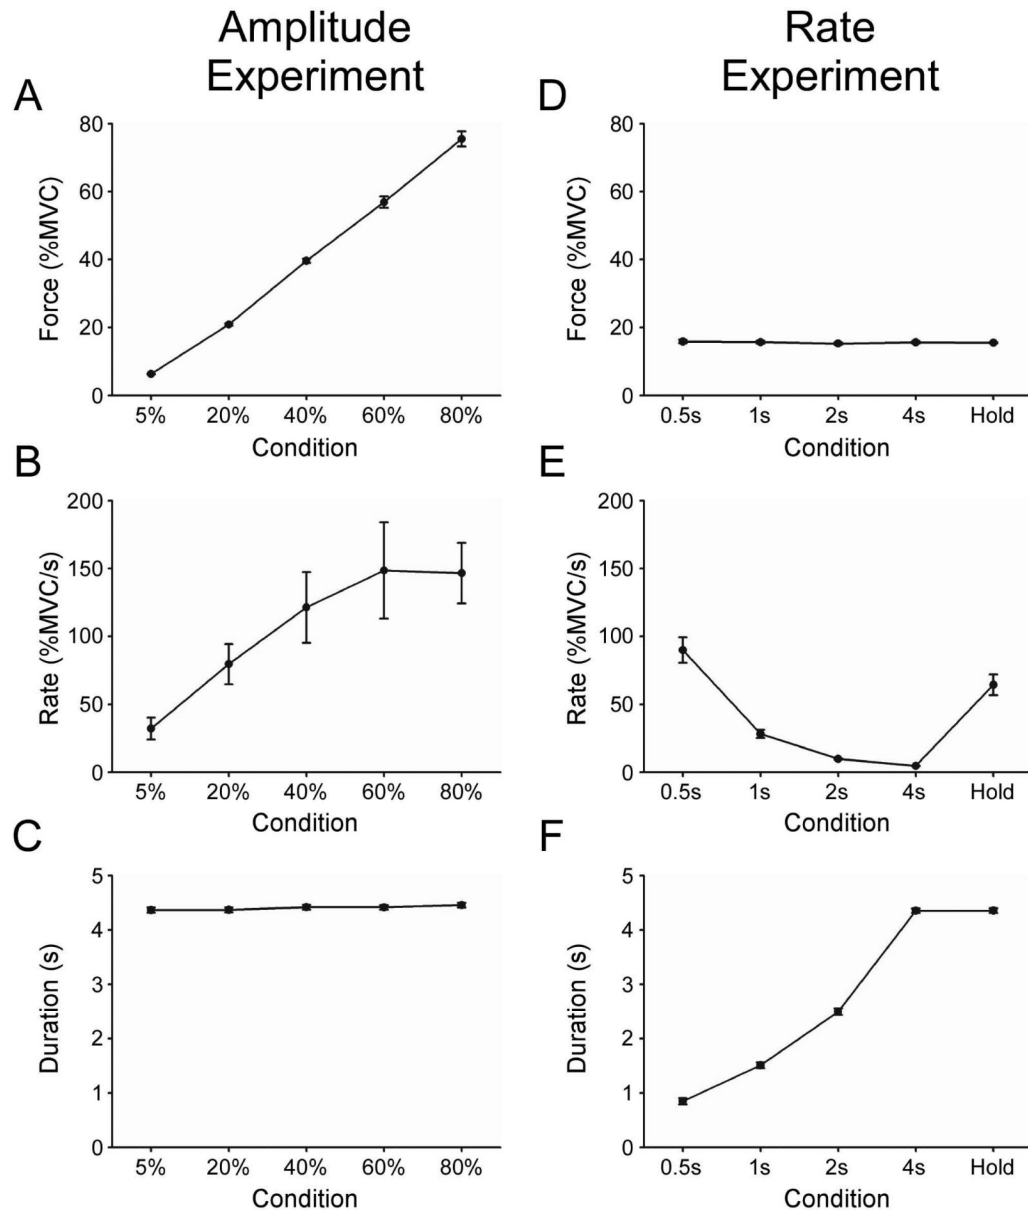 Amplitude
Experiment
Rate
Experiment
A
Force (%MVC)
80
60
40
20
0
5% 20% 40% 60% 80%
Condition
B
Rate (%MVC/s)
200
150
100
50
0
5% 20% 40% 60% 80%
Condition
C
Duration (s)
5
4
3
2
1
0
5% 20% 40% 60% 80%
Condition
D
Force (%MVC)
80
60
40
20
0
0.5s 1s 2s 4s Hold
Condition
E
Rate (%MVC/s)
200
150
100
50
0
0.5s 1s 2s 4s Hold
Condition
F
Duration (s)
5
4
3
2
1
0
0.5s 1s 2s 4s Hold
Condition